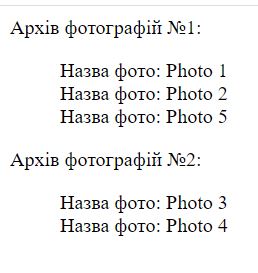 Архів фотографій №1:
Назва фото: Photo 1
Назва фото: Photo 2
Назва фото: Photo 5
Архів фотографій №2:
Назва фото: Photo 3
Назва фото: Photo 4